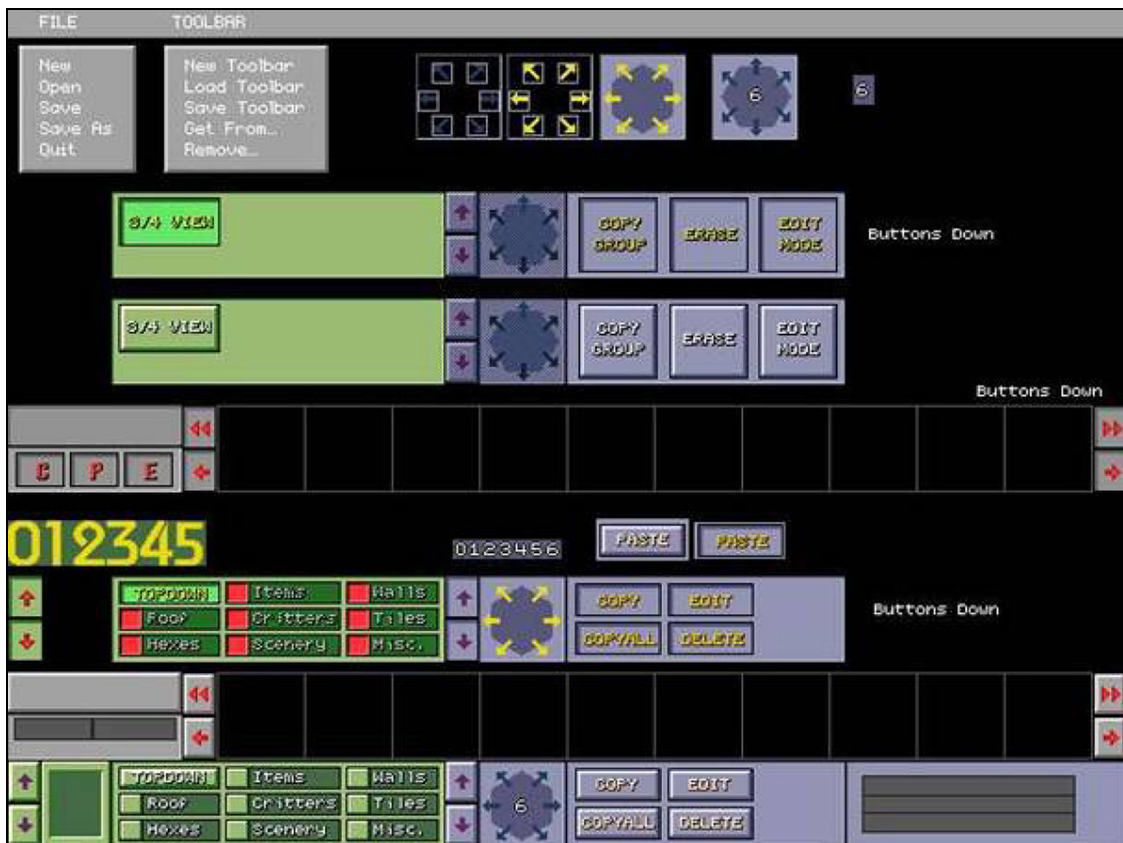 FILE TOOLBAR
New
Open
Save
Save As
Quit
New Toolbar
Load Toolbar
Save Toolbar
Get From…
Remove…
6
6
3/4 VIEW
COPY GROUP
ERASE
EDIT MODE
Buttons Down
3/4 VIEW
COPY GROUP
ERASE
EDIT MODE
Buttons Down
C P E
012345
0123456
PASTE PASTE
TOPDOWN Items Walls
Roof Critters Tiles
Hexes Scenery Misc.
COPY EDIT
COPYALL DELETE
Buttons Down
TOPDOWN Items Walls
Roof Critters Tiles
Hexes Scenery Misc.
6
COPY EDIT
COPYALL DELETE